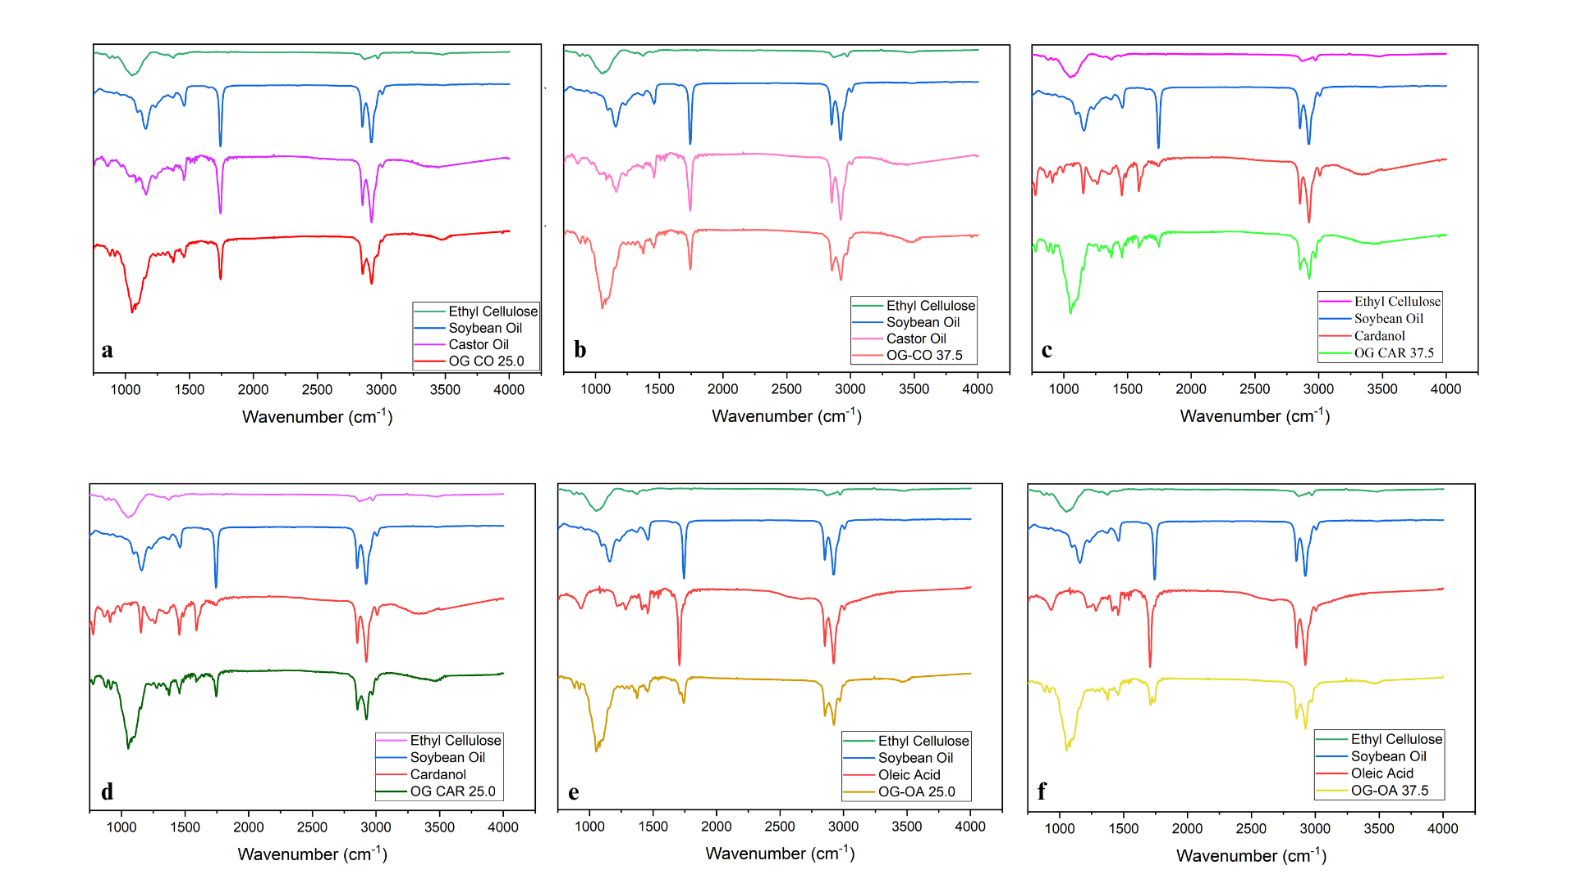 Ethyl Cellulose
Soybean Oil
Castor Oil
OG CO 25.0
a
1000 1500 2000 2500 3000 3500 4000
Wavenumber (cm-1)
Ethyl Cellulose
Soybean Oil
Castor Oil
OG-CO 37.5
b
1000 1500 2000 2500 3000 3500 4000
Wavenumber (cm-1)
Ethyl Cellulose
Soybean Oil
Cardanol
OG CAR 37.5
c
1000 1500 2000 2500 3000 3500 4000
Wavenumber (cm-1)
Ethyl Cellulose
Soybean Oil
Cardanol
OG CAR 25.0
d
1000 1500 2000 2500 3000 3500 4000
Wavenumber (cm-1)
Ethyl Cellulose
Soybean Oil
Oleic Acid
OG-OA 25.0
e
1000 1500 2000 2500 3000 3500 4000
Wavenumber (cm-1)
Ethyl Cellulose
Soybean Oil
Oleic Acid
OG-OA 37.5
f
1000 1500 2000 2500 3000 3500 4000
Wavenumber (cm-1)